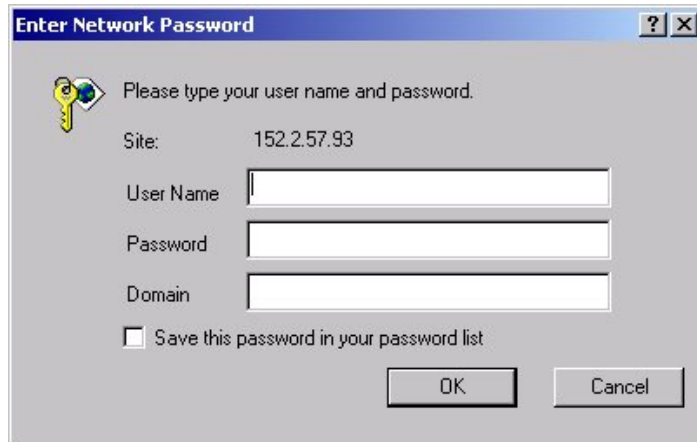 Enter Network Password
Please type your user name and password.
Site: 152.2.57.93
User Name
Password
Domain
Save this password in your password list
OK Cancel